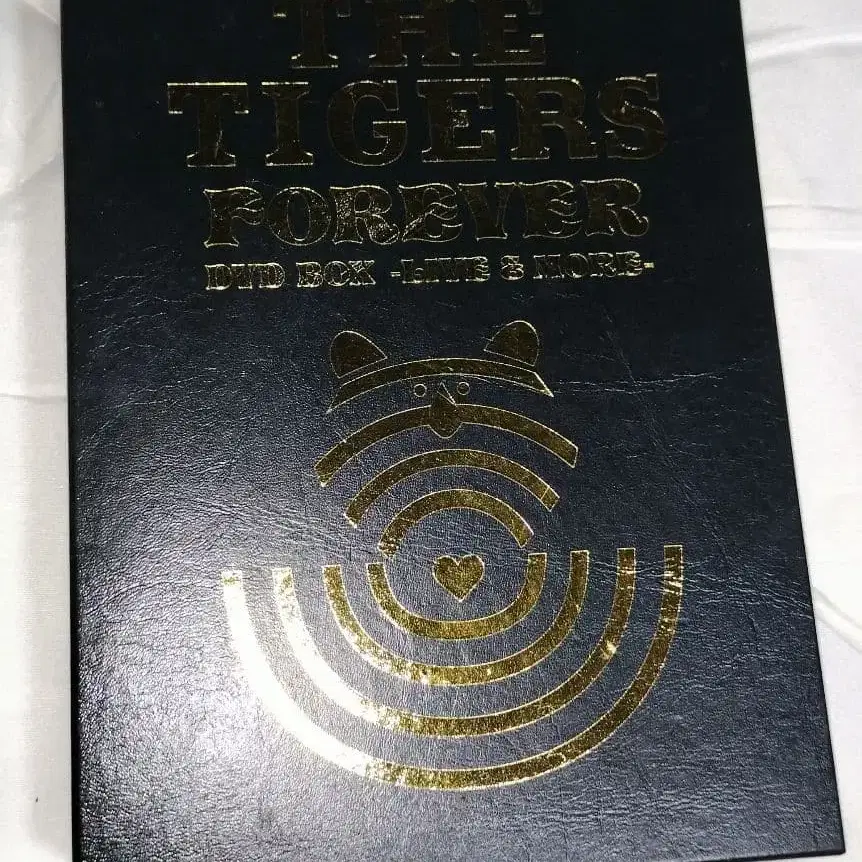 THE
TIGERS
FOREVER
DVD BOX -LIVE & MORE-